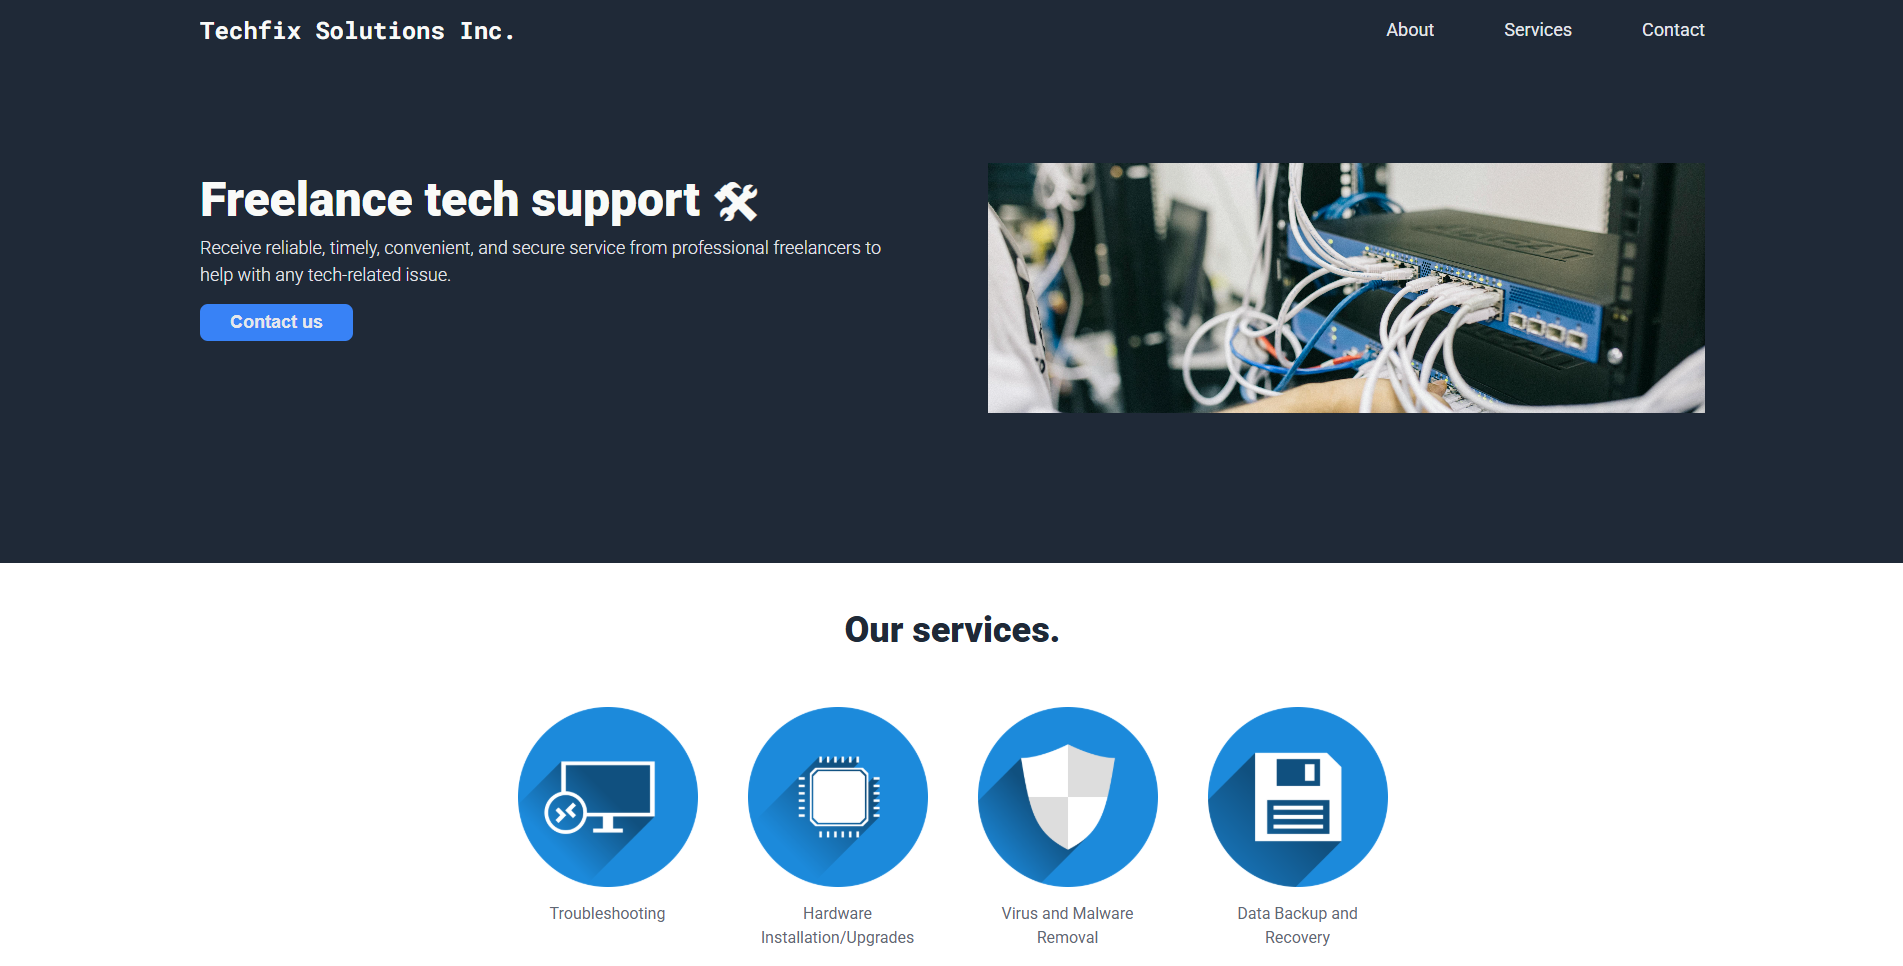 Techfix Solutions Inc.
About
Services
Contact
Freelance tech support
Receive reliable, timely, convenient, and secure service from professional freelancers to
help with any tech-related issue.
Contact us
Our services.
Troubleshooting
Hardware
Installation/Upgrades
Virus and Malware
Removal
Data Backup and
Recovery